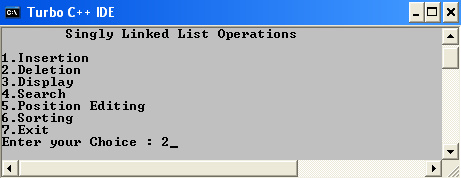 Turbo C++ IDE
Singly Linked List Operations
1.Insertion
2.Deletion
3.Display
4.Search
5.Position Editing
6.Sorting
7.Exit
Enter your Choice : 2_